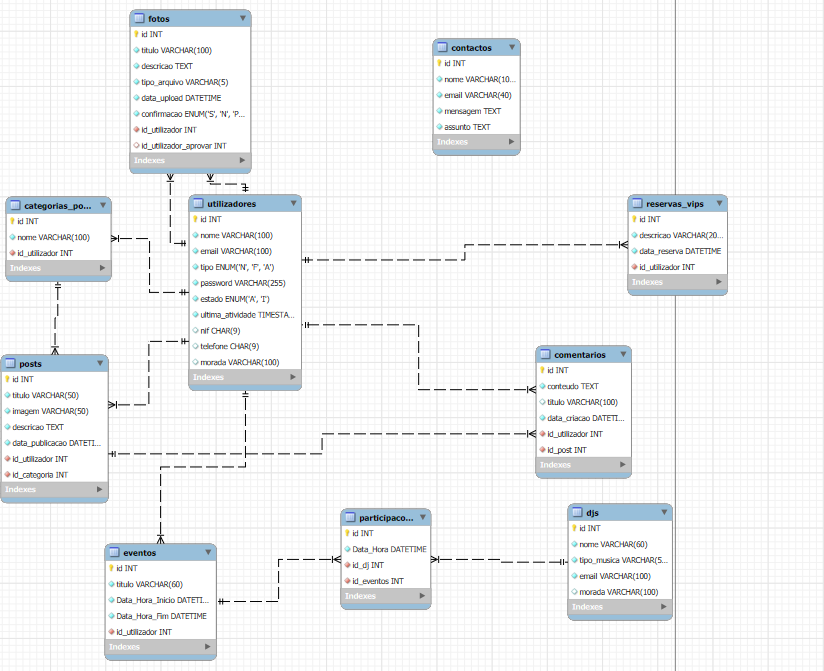 fotos
id INT
titulo VARCHAR(100)
descricao TEXT
tipo_arquivo VARCHAR(5)
data_upload DATETIME
confirmacao ENUM('S', 'N', 'P...
id_utilizador INT
id_utilizador_aprovar INT
Indexes
contactos
id INT
nome VARCHAR(10...
email VARCHAR(40)
mensagem TEXT
assunto TEXT
Indexes
categorias_po...
id INT
nome VARCHAR(100)
id_utilizador INT
Indexes
utilizadores
id INT
nome VARCHAR(100)
email VARCHAR(100)
tipo ENUM('N', 'F', 'A')
password VARCHAR(255)
estado ENUM('A', 'I')
ultima_atividade TIMESTA...
nif CHAR(9)
telefone CHAR(9)
morada VARCHAR(100)
Indexes
reservas_vips
id INT
descricao VARCHAR(20...
data_reserva DATETIME
id_utilizador INT
Indexes
posts
id INT
titulo VARCHAR(50)
imagem VARCHAR(50)
descricao TEXT
data_publicacao DATETI...
id_utilizador INT
id_categoria INT
Indexes
comentarios
id INT
conteudo TEXT
titulo VARCHAR(100)
data_criacao DATETI...
id_utilizador INT
id_post INT
Indexes
eventos
id INT
titulo VARCHAR(60)
Data_Hora_Inicio DATETI...
Data_Hora_Fim DATETIME
id_utilizador INT
Indexes
participaco...
id INT
Data_Hora DATETIME
id_dj INT
id_eventos INT
Indexes
djs
id INT
nome VARCHAR(60)
tipo_musica VARCHAR(5...
email VARCHAR(100)
morada VARCHAR(100)
Indexes